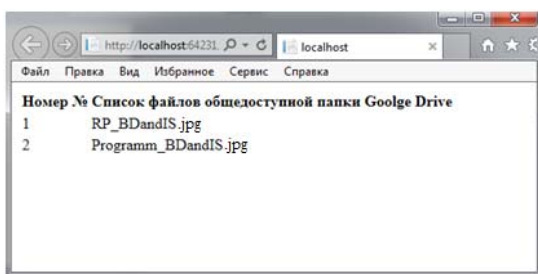 http://localhost:64231. localhost
Файл Правка Вид Избранное Сервис Справка
Номер № Список файлов общедоступной папки Goolge Drive
1 RP_BDandIS.jpg
2 Programm_BDandIS.jpg